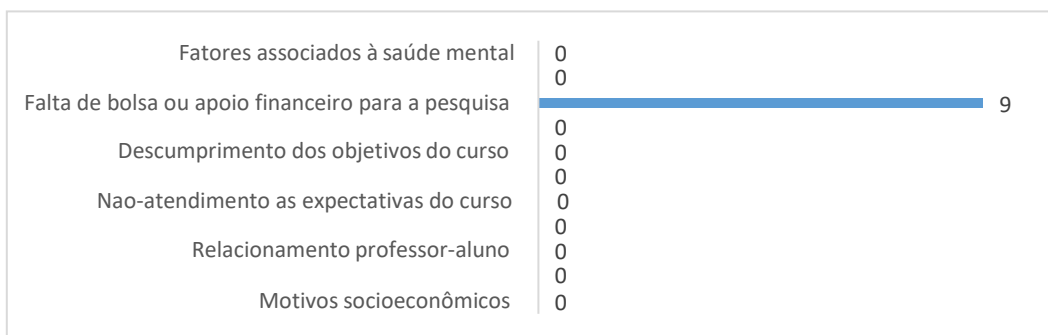 Fatores associados à saúde mental 0
0
Falta de bolsa ou apoio financeiro para a pesquisa 9
0
Descumprimento dos objetivos do curso 0
0
Nao-atendimento as expectativas do curso 0
0
Relacionamento professor-aluno 0
0
Motivos socioeconômicos 0